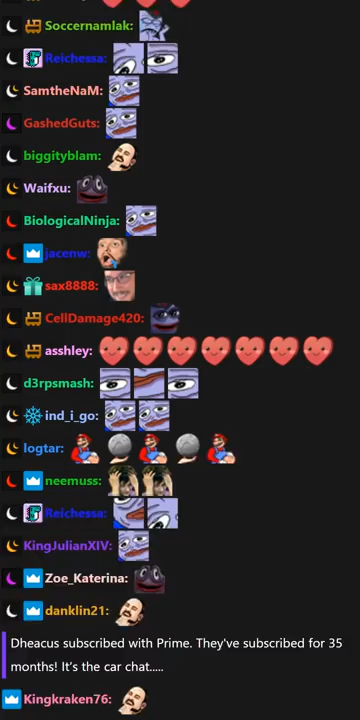 Soccernamlak:
Reichessa:
SamtheNaM:
GashedGuts:
biggityblam:
Waifxu:
BiologicalNinja:
jacenw:
sax8888:
CellDamage420:
asshley:
d3rpsmash:
ind_i_go:
logtar:
neemuss:
Reichessa:
KingJulianXIV:
Zoe_Katerina:
danklin21:
Dheacus subscribed with Prime. They've subscribed for 35
months! It's the car chat.....
Kingkraken76: